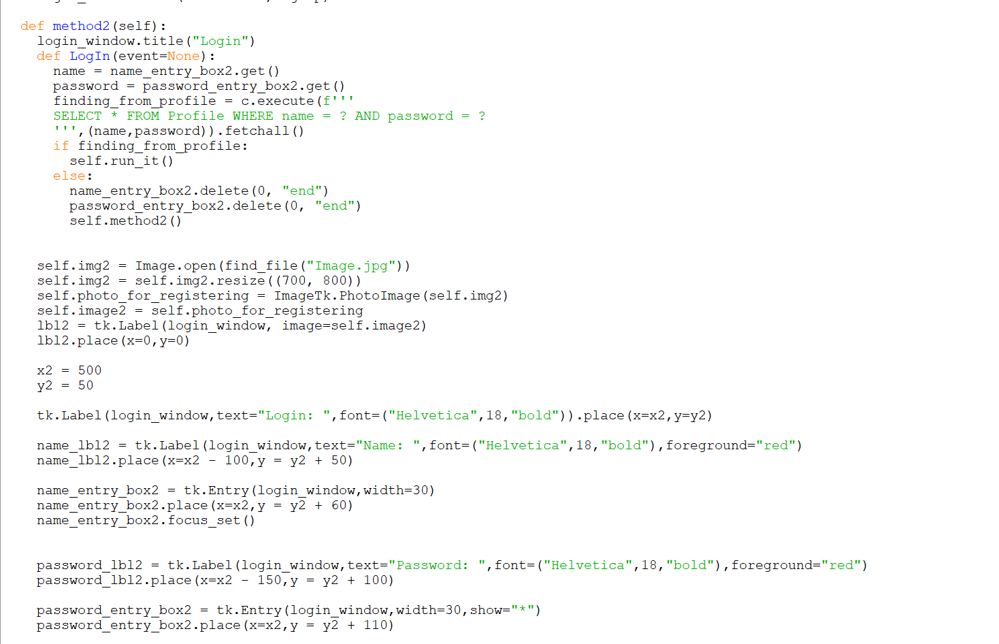 def method2(self):
login_window.title("Login")
def LogIn(event=None):
name = name_entry_box2.get()
password = password_entry_box2.get()
finding_from_profile = c.execute(f'''
SELECT * FROM Profile WHERE name = ? AND password = ?
''',(name,password)).fetchall()
if finding_from_profile:
self.run_it()
else:
name_entry_box2.delete(0, "end")
password_entry_box2.delete(0, "end")
self.method2()
self.img2 = Image.open(find_file("Image.jpg"))
self.img2 = self.img2.resize((700, 800))
self.photo_for_registering = ImageTk.PhotoImage(self.img2)
self.image2 = self.photo_for_registering
lbl2 = tk.Label(login_window, image=self.image2)
lbl2.place(x=0,y=0)
x2 = 500
y2 = 50
tk.Label(login_window,text="Login: ",font=("Helvetica",18,"bold")).place(x=x2,y=y2)
name_lbl2 = tk.Label(login_window,text="Name: ",font=("Helvetica",18,"bold"),foreground="red")
name_lbl2.place(x=x2 - 100,y = y2 + 50)
name_entry_box2 = tk.Entry(login_window,width=30)
name_entry_box2.place(x=x2,y = y2 + 60)
name_entry_box2.focus_set()
password_lbl2 = tk.Label(login_window,text="Password: ",font=("Helvetica",18,"bold"),foreground="red")
password_lbl2.place(x=x2 - 150,y = y2 + 100)
password_entry_box2 = tk.Entry(login_window,width=30,show="*")
password_entry_box2.place(x=x2,y = y2 + 110)